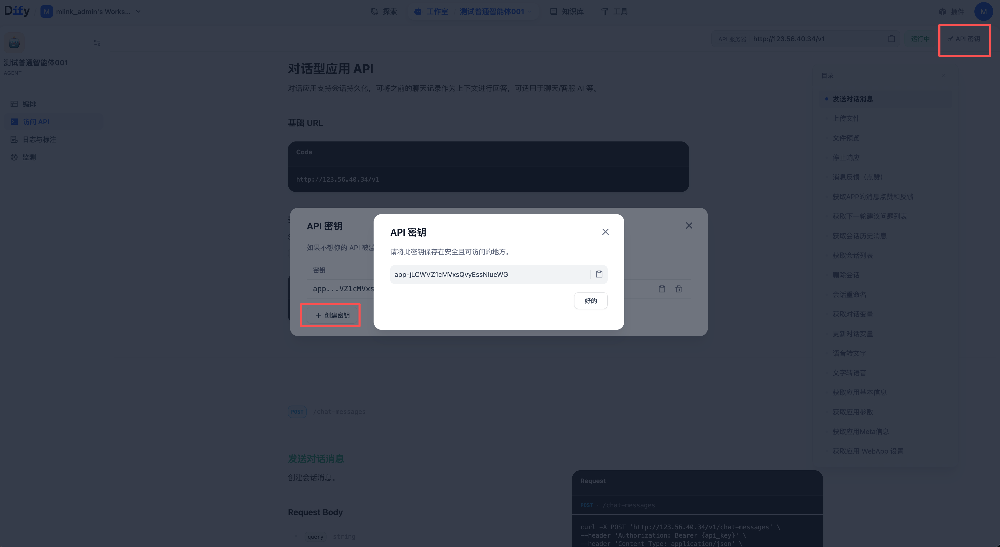 Dify
M mlink_admin's Works...
探索
工作室 / 测试普通智能体001
知识库
工具
插件
M
测试普通智能体001
AGENT
编排
访问 API
日志与标注
监测
API 服务器 http://123.56.40.34/v1
运行中
API 密钥
对话型应用 API
对话应用支持会话持久化，可将之前的聊天记录作为上下文进行回答，可适用于聊天/客服 AI 等。
基础 URL
Code
http://123.56.40.34/v1
API 密钥
如果不想你的 API 被滥
密钥
app...VZ1cMVxs
+ 创建密钥
API 密钥
请将此密钥保存在安全且可访问的地方。
app-jLCWVZ1cMVxsQvyEssNlueWG
好的
POST /chat-messages
发送对话消息
创建会话消息。
Request Body
query string
Request
POST · /chat-messages
curl -X POST 'http://123.56.40.34/v1/chat-messages' \
--header 'Authorization: Bearer {api_key}' \
--header 'Content-Type: application/json' \
目录
发送对话消息
上传文件
文件预览
停止响应
消息反馈（点赞）
获取APP的消息点赞和反馈
获取下一轮建议问题列表
获取会话历史消息
获取会话列表
删除会话
会话重命名
获取对话变量
更新对话变量
语音转文字
文字转语音
获取应用基本信息
获取应用参数
获取应用Meta信息
获取应用 WebApp 设置